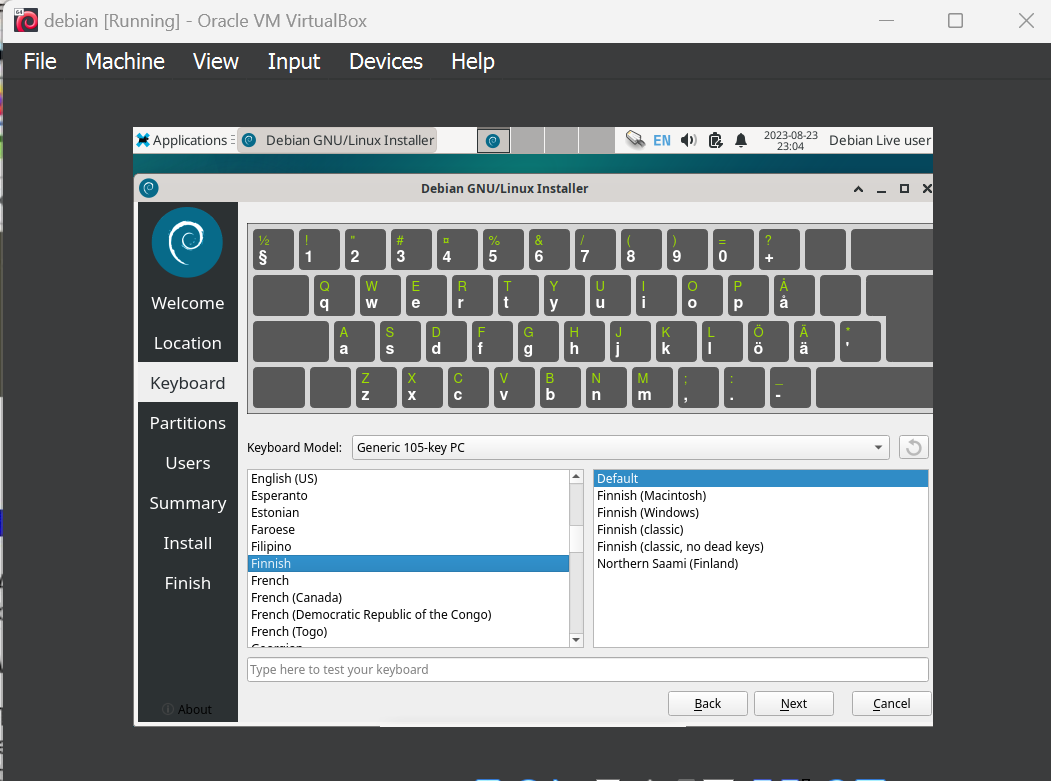 debian [Running] - Oracle VM VirtualBox
File Machine View Input Devices Help
Applications Debian GNU/Linux Installer EN 2023-08-23 Debian Live user
23:04
Debian GNU/Linux Installer
½ ! " # ¤ % & / ( ) = ?
§ 1 2 3 4 5 6 7 8 9 0 +
Q W E R T Y U I O P Å
q w e r t y u i o p å
A S D F G H J K L Ö Ä *
a s d f g h j k l ö ä '
Z X C V B N M ; : _
z x c v b n m , . -
Welcome
Location
Keyboard
Partitions
Users
Summary
Install
Finish
About
Keyboard Model: Generic 105-key PC
English (US)
Esperanto
Estonian
Faroese
Filipino
Finnish
French
French (Canada)
French (Democratic Republic of the Congo)
French (Togo)
Default
Finnish (Macintosh)
Finnish (Windows)
Finnish (classic)
Finnish (classic, no dead keys)
Northern Saami (Finland)
Type here to test your keyboard
Back Next Cancel